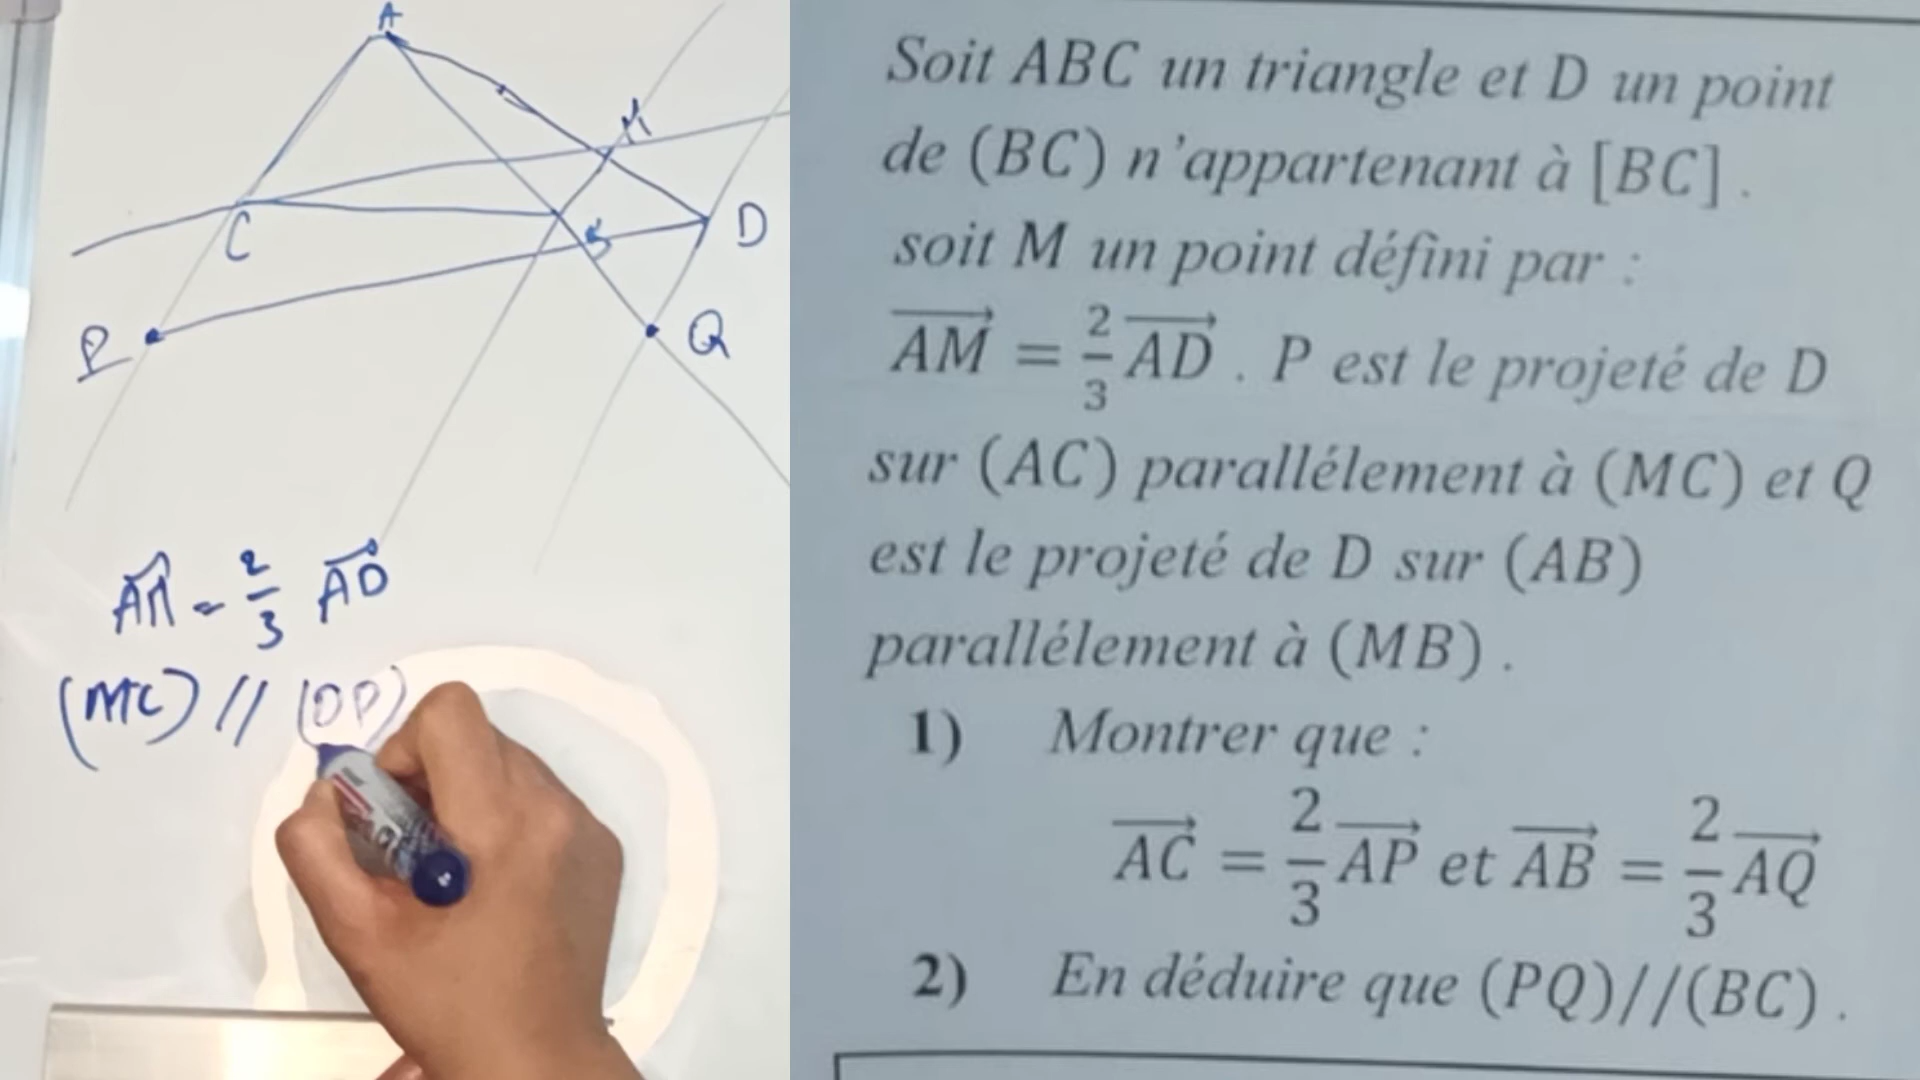 A
M
C
B
D
P
Q
AM = 2/3 AD
(MC) // (DP)
Soit ABC un triangle et D un point
de (BC) n'appartenant à [BC] .
soit M un point défini par :
AM = 2/3 AD . P est le projeté de D
sur (AC) parallélement à (MC) et Q
est le projeté de D sur (AB)
parallélement à (MB) .
1) Montrer que :
AC = 2/3 AP et AB = 2/3 AQ
2) En déduire que (PQ)//(BC) .